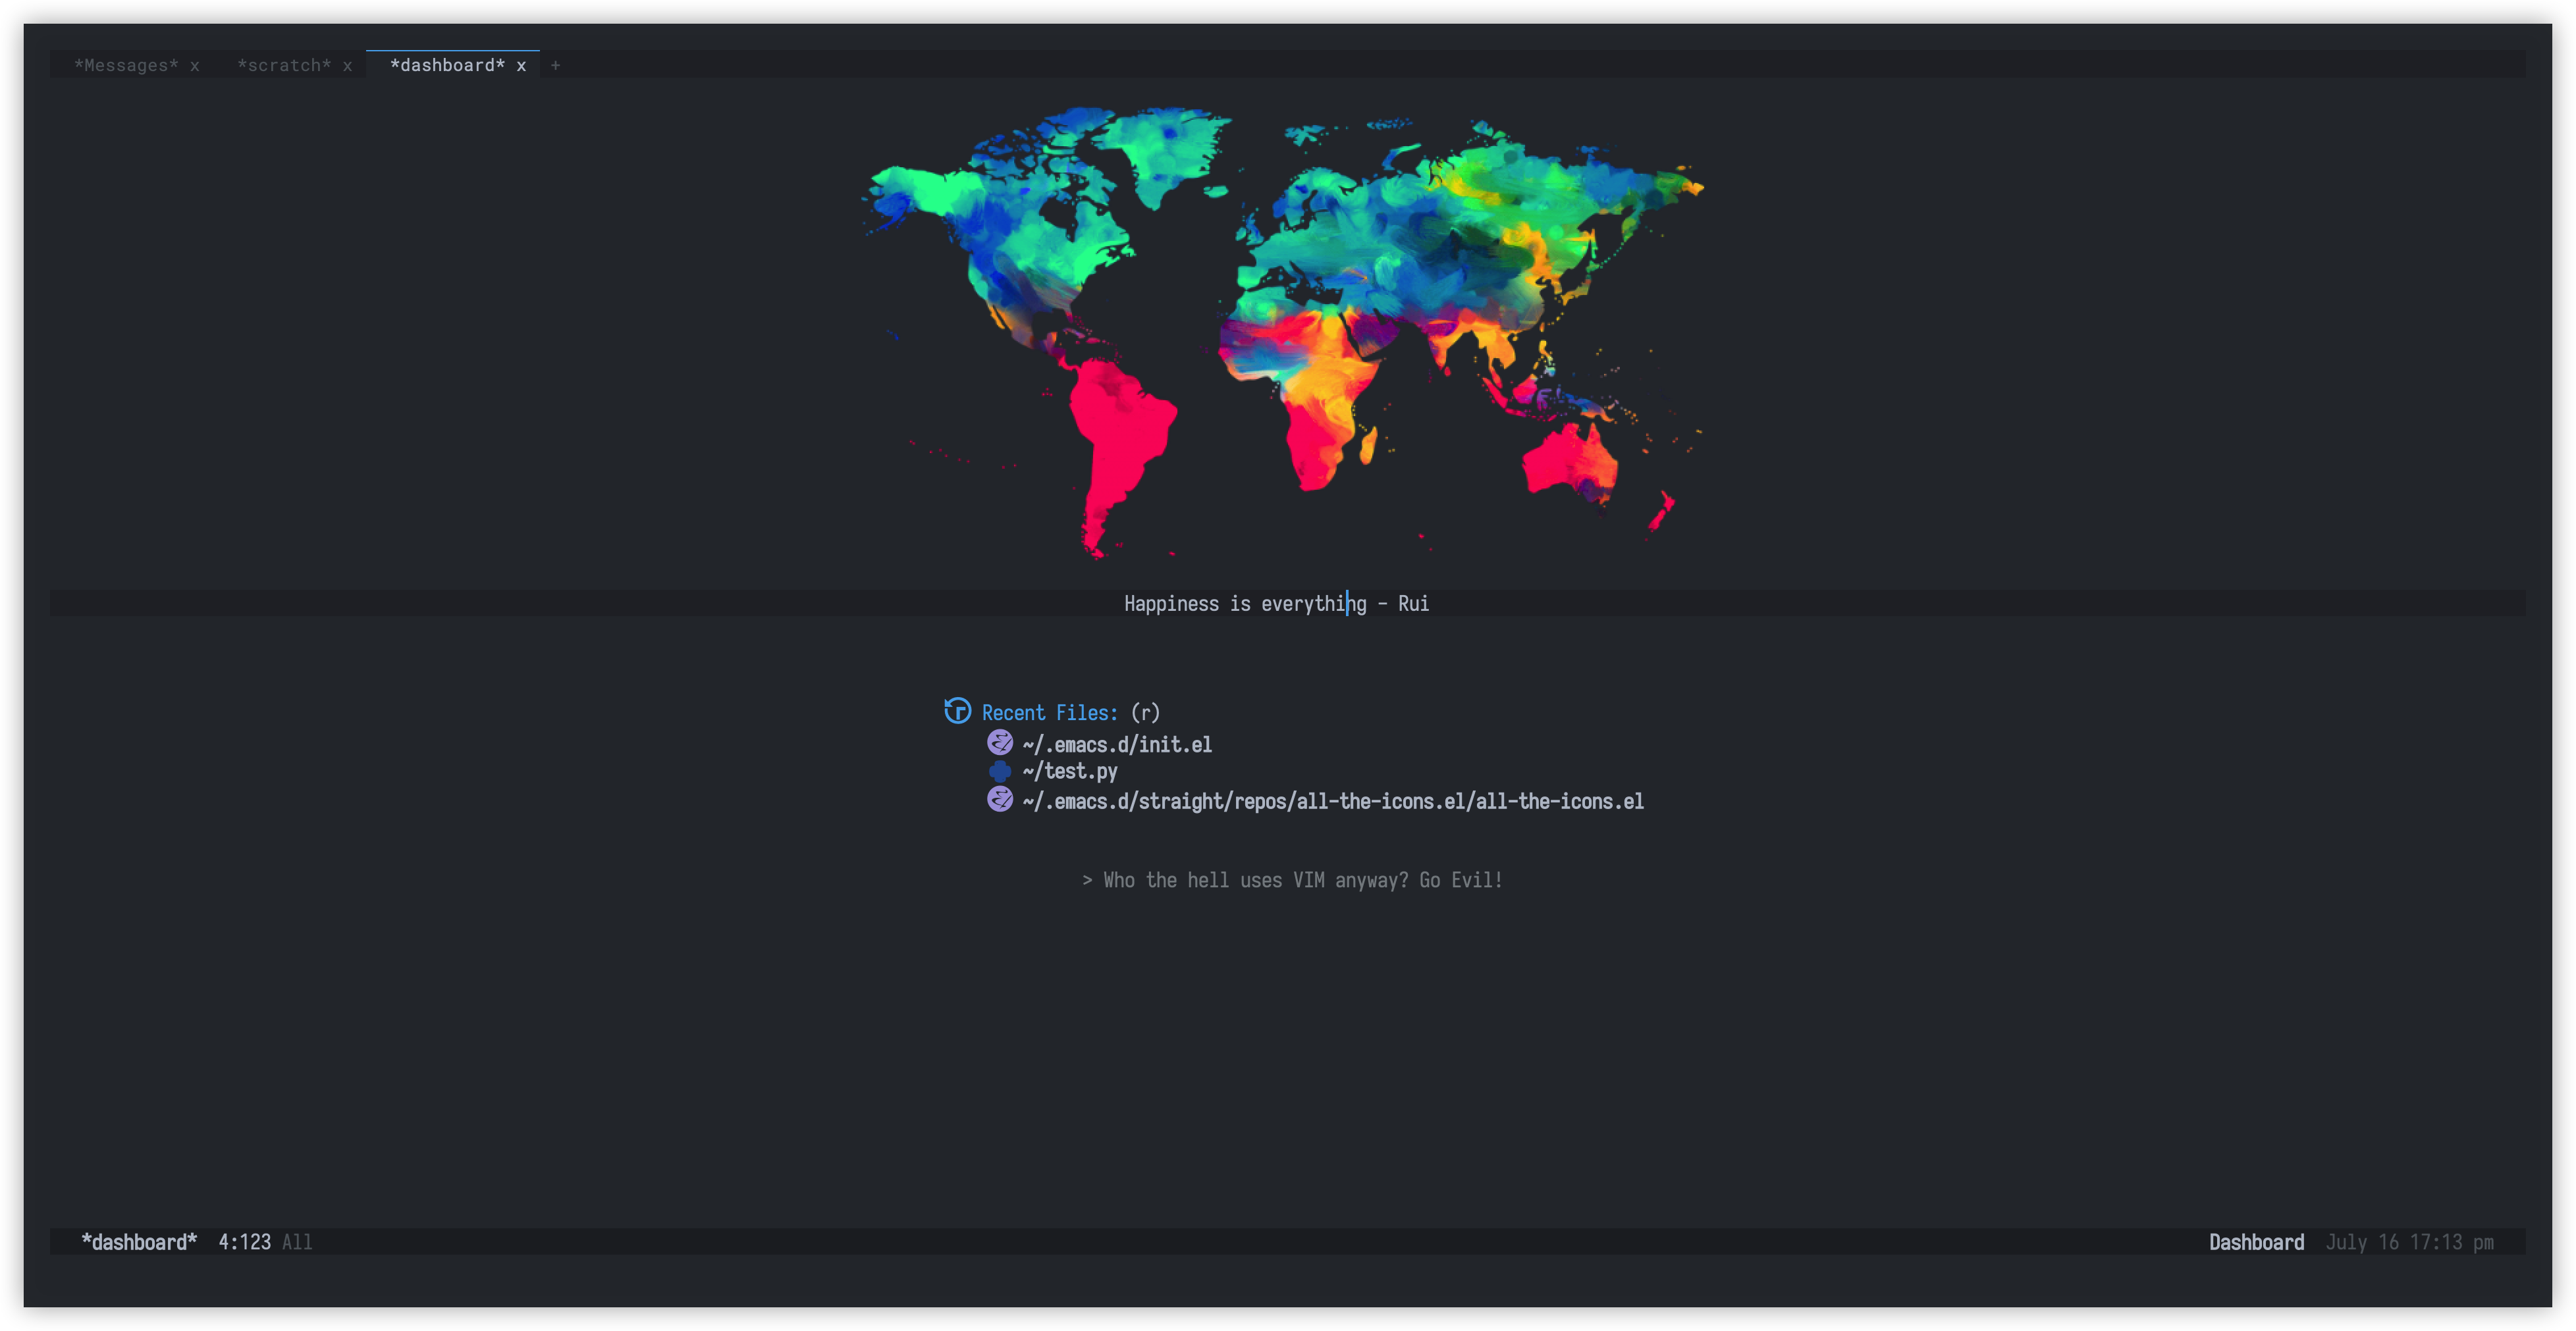 *Messages* x *scratch* x *dashboard* x +
Happiness is everything - Rui
Recent Files: (r)
~/.emacs.d/init.el
~/test.py
~/.emacs.d/straight/repos/all-the-icons.el/all-the-icons.el
> Who the hell uses VIM anyway? Go Evil!
*dashboard* 4:123 All Dashboard July 16 17:13 pm